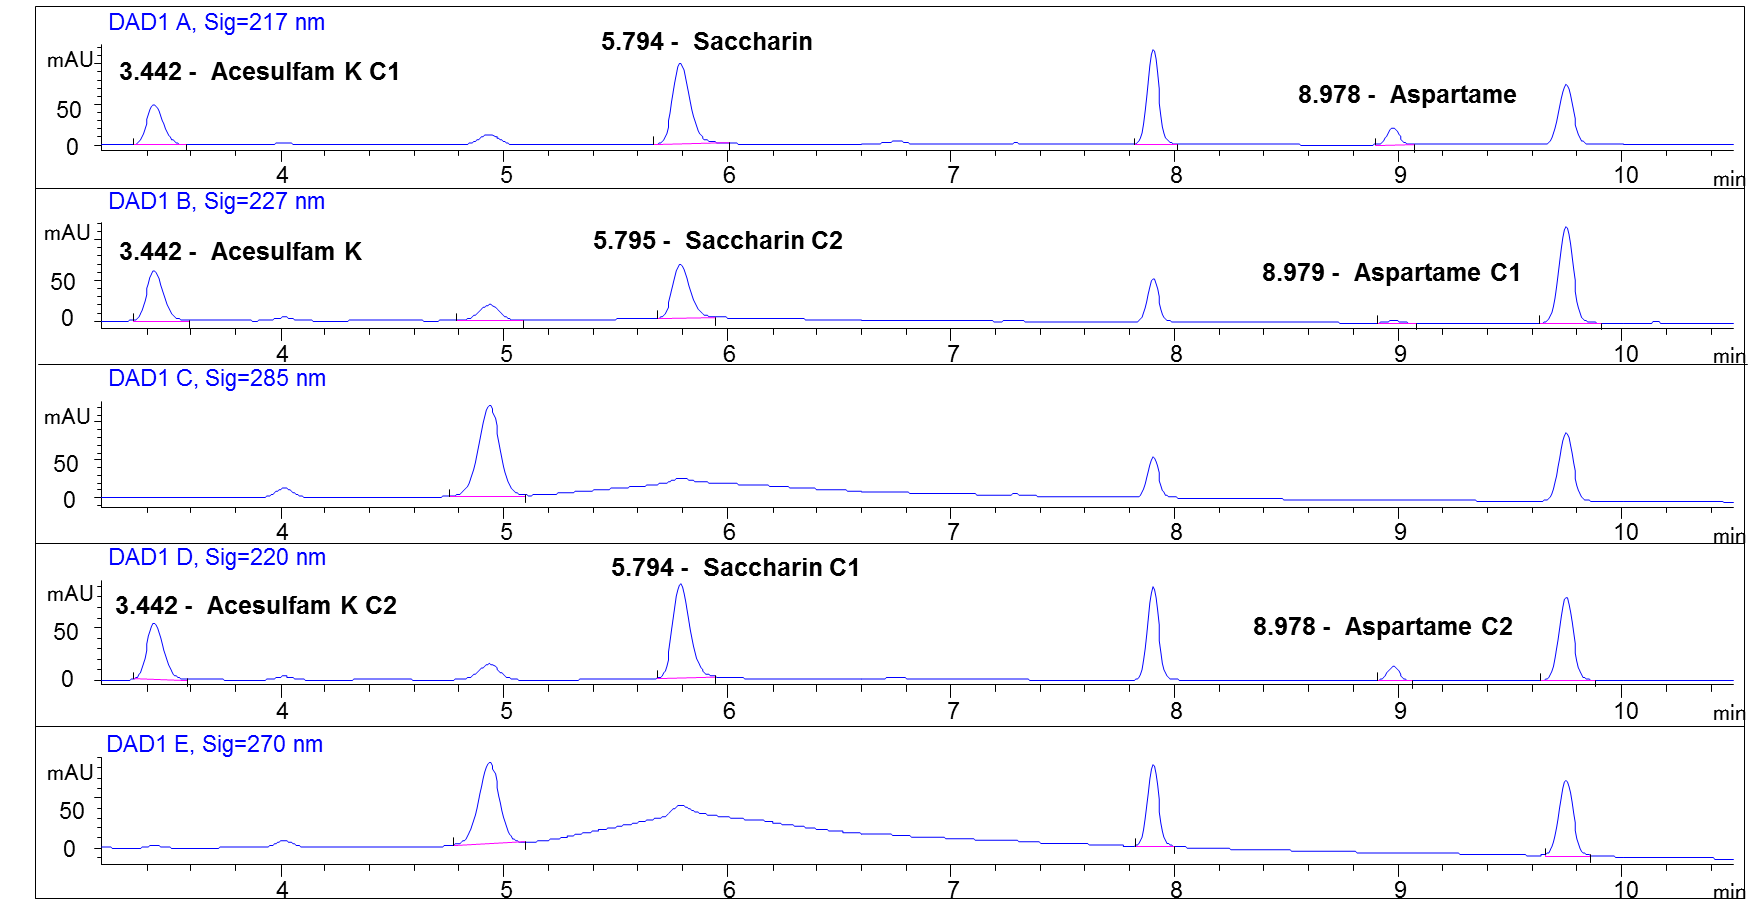 DAD1 A, Sig=217 nm
5.794 - Saccharin
mAU
3.442 - Acesulfam K C1
8.978 - Aspartame
50
0
4 5 6 7 8 9 10 min
DAD1 B, Sig=227 nm
mAU
3.442 - Acesulfam K
5.795 - Saccharin C2
8.979 - Aspartame C1
50
0
4 5 6 7 8 9 10 min
DAD1 C, Sig=285 nm
mAU
50
0
4 5 6 7 8 9 10 min
DAD1 D, Sig=220 nm
5.794 - Saccharin C1
mAU
3.442 - Acesulfam K C2
8.978 - Aspartame C2
50
0
4 5 6 7 8 9 10 min
DAD1 E, Sig=270 nm
mAU
50
0
4 5 6 7 8 9 10 min